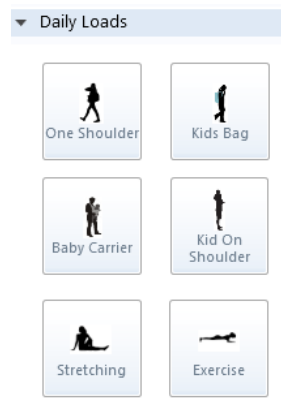 Daily Loads
One Shoulder
Kids Bag
Baby Carrier
Kid On
Shoulder
Stretching
Exercise